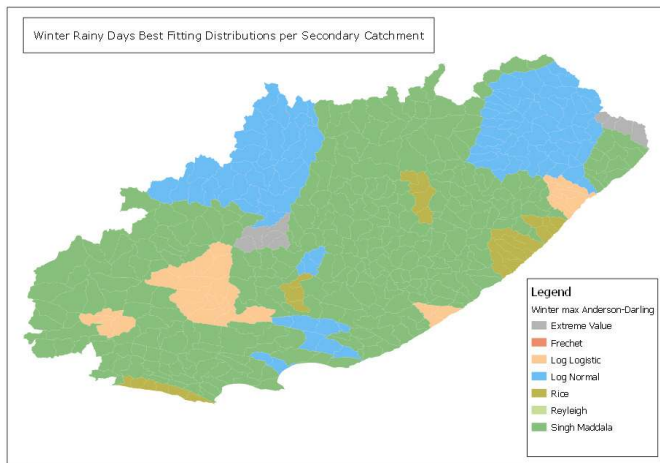 Winter Rainy Days Best Fitting Distributions per Secondary Catchment
Legend
Winter max Anderson-Darling
Extreme Value
Frechet
Log Logistic
Log Normal
Rice
Reyleigh
Singh Maddala